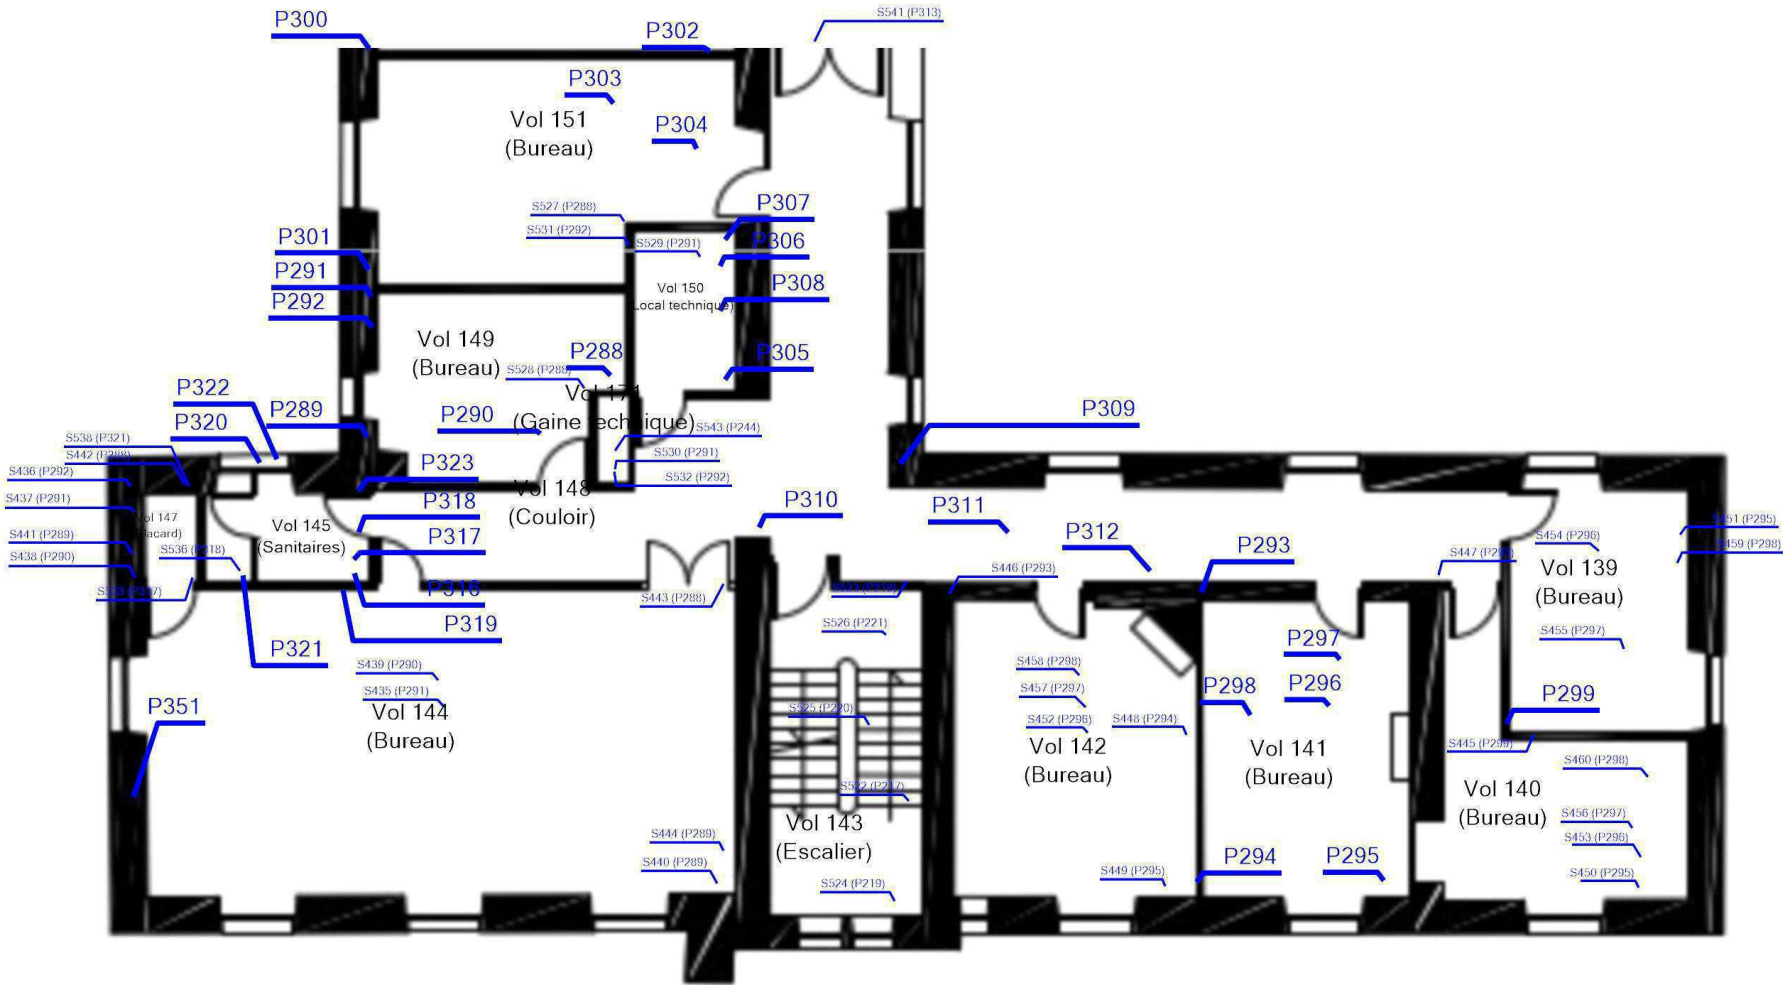 S541 (P313)
P300
P302
P303
Vol 151
(Bureau)
P304
S527 (P288)
P307
S531 (P292)
P301
S529 (P291)
P306
P291
P292
Vol 150
(Local technique)
P308
Vol 149
(Bureau)
P288
P305
S528 (P288)
P322
Vol 171
(Gaine technique)
P289
P290
P309
P320
S543 (P244)
S538 (P321)
S442 (P288)
S530 (P291)
S436 (P292)
P323
S532 (P292)
Vol 148
(Couloir)
S437 (P291)
P318
P310
P311
Vol 147
(Placard)
Vol 145
(Sanitaires)
S441 (P289)
P317
P312
P293
S451 (P295)
S454 (P296)
S459 (P298)
S438 (P290)
S536 (P318)
S446 (P293)
Vol 139
(Bureau)
P316
S443 (P288)
P319
S526 (P221)
P297
S455 (P297)
P321
S439 (P290)
S458 (P298)
S435 (P291)
S457 (P297)
P298
P296
P299
P351
Vol 144
(Bureau)
S525 (P220)
S452 (P296)
S448 (P294)
Vol 142
(Bureau)
Vol 141
(Bureau)
S445 (P299)
S460 (P298)
S522 (P217)
Vol 140
(Bureau)
Vol 143
(Escalier)
S456 (P297)
S444 (P289)
S453 (P296)
S440 (P289)
P294
P295
S449 (P295)
S450 (P295)
S524 (P219)